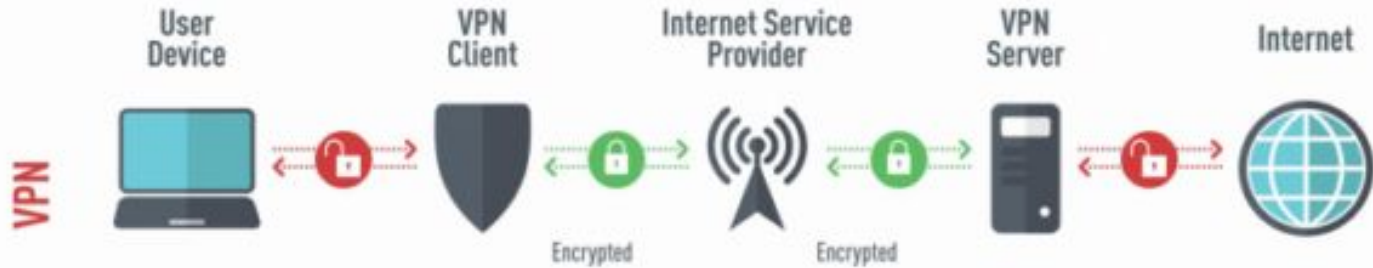 User
Device
VPN
Client
Internet Service
Provider
VPN
Server
Internet
VPN
Encrypted
Encrypted